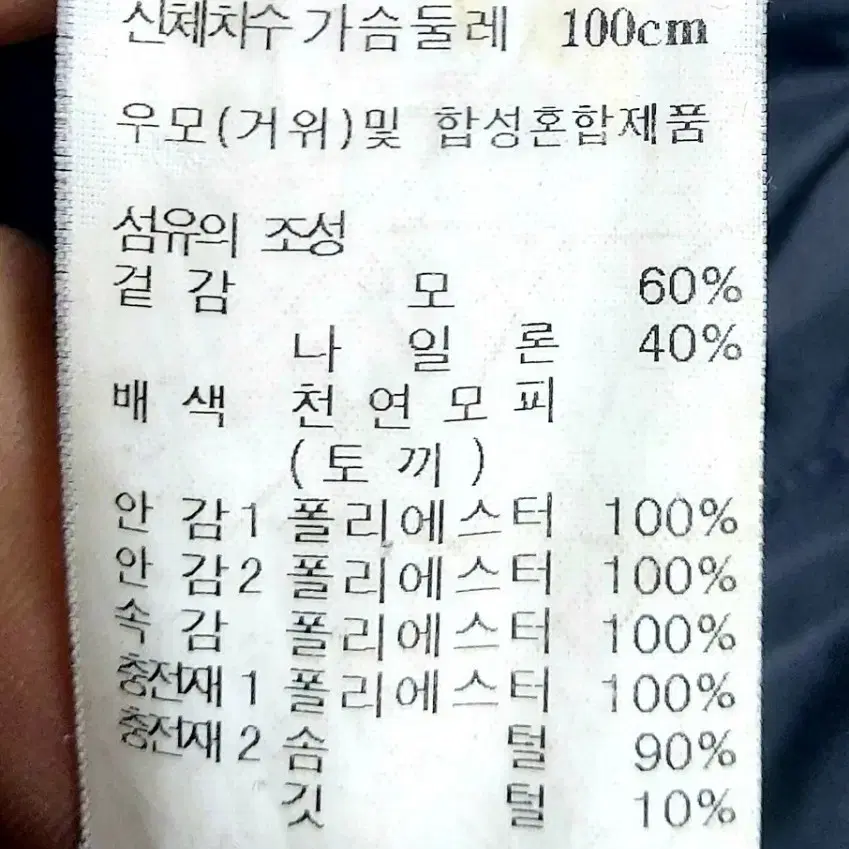 신체치수 가슴둘레 100cm
우모(거위)및 합성혼합제품
섬유의 조성
겉감 모 60%
나일론 40%
배색 천연모피
(토끼)
안감1 폴리에스터 100%
안감2 폴리에스터 100%
속감 폴리에스터 100%
충전재1 폴리에스터 100%
충전재2 솜털 90%
깃털 10%